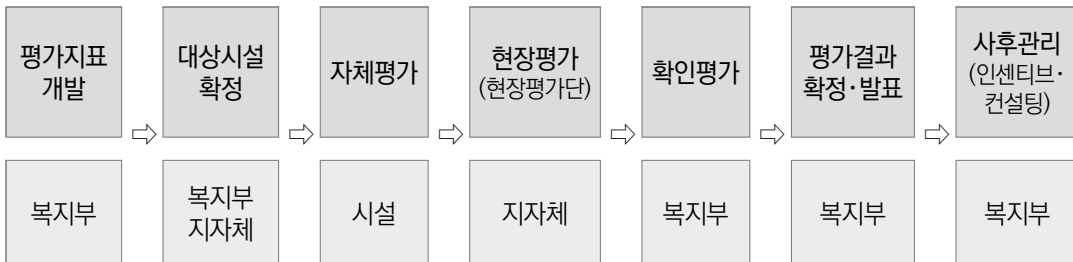 평가지표
개발
대상시설
확정
자체평가
현장평가
(현장평가단)
확인평가
평가결과
확정·발표
사후관리
(인센티브·
컨설팅)
복지부
복지부
지자체
시설
지자체
복지부
복지부
복지부